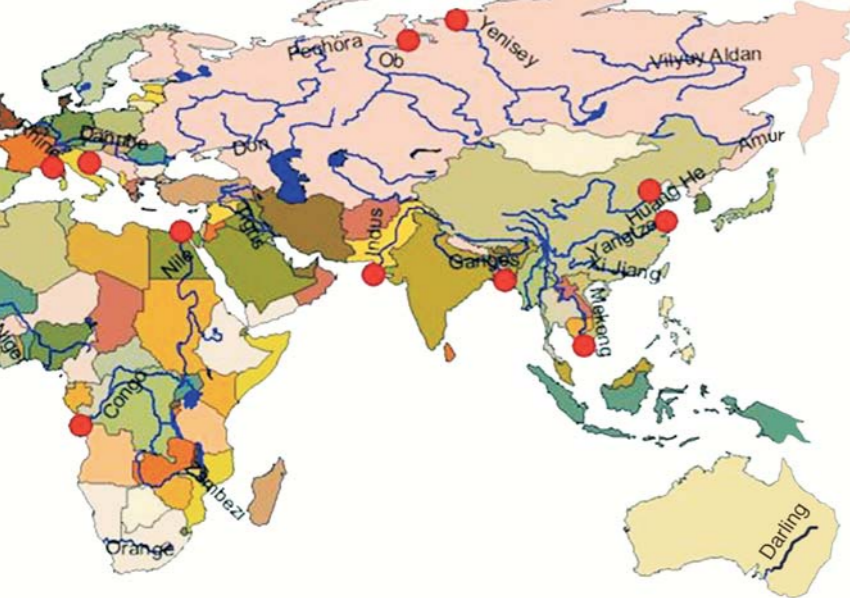 Pechora
Ob
Yenisey
Vilyuy Aldan
Rhine
Danube
Don
Amur
Huang He
Tigris
Indus
Yangtze
Nile
Ganges
Xi Jiang
Mekong
Niger
Congo
Zambezi
Orange
Darling